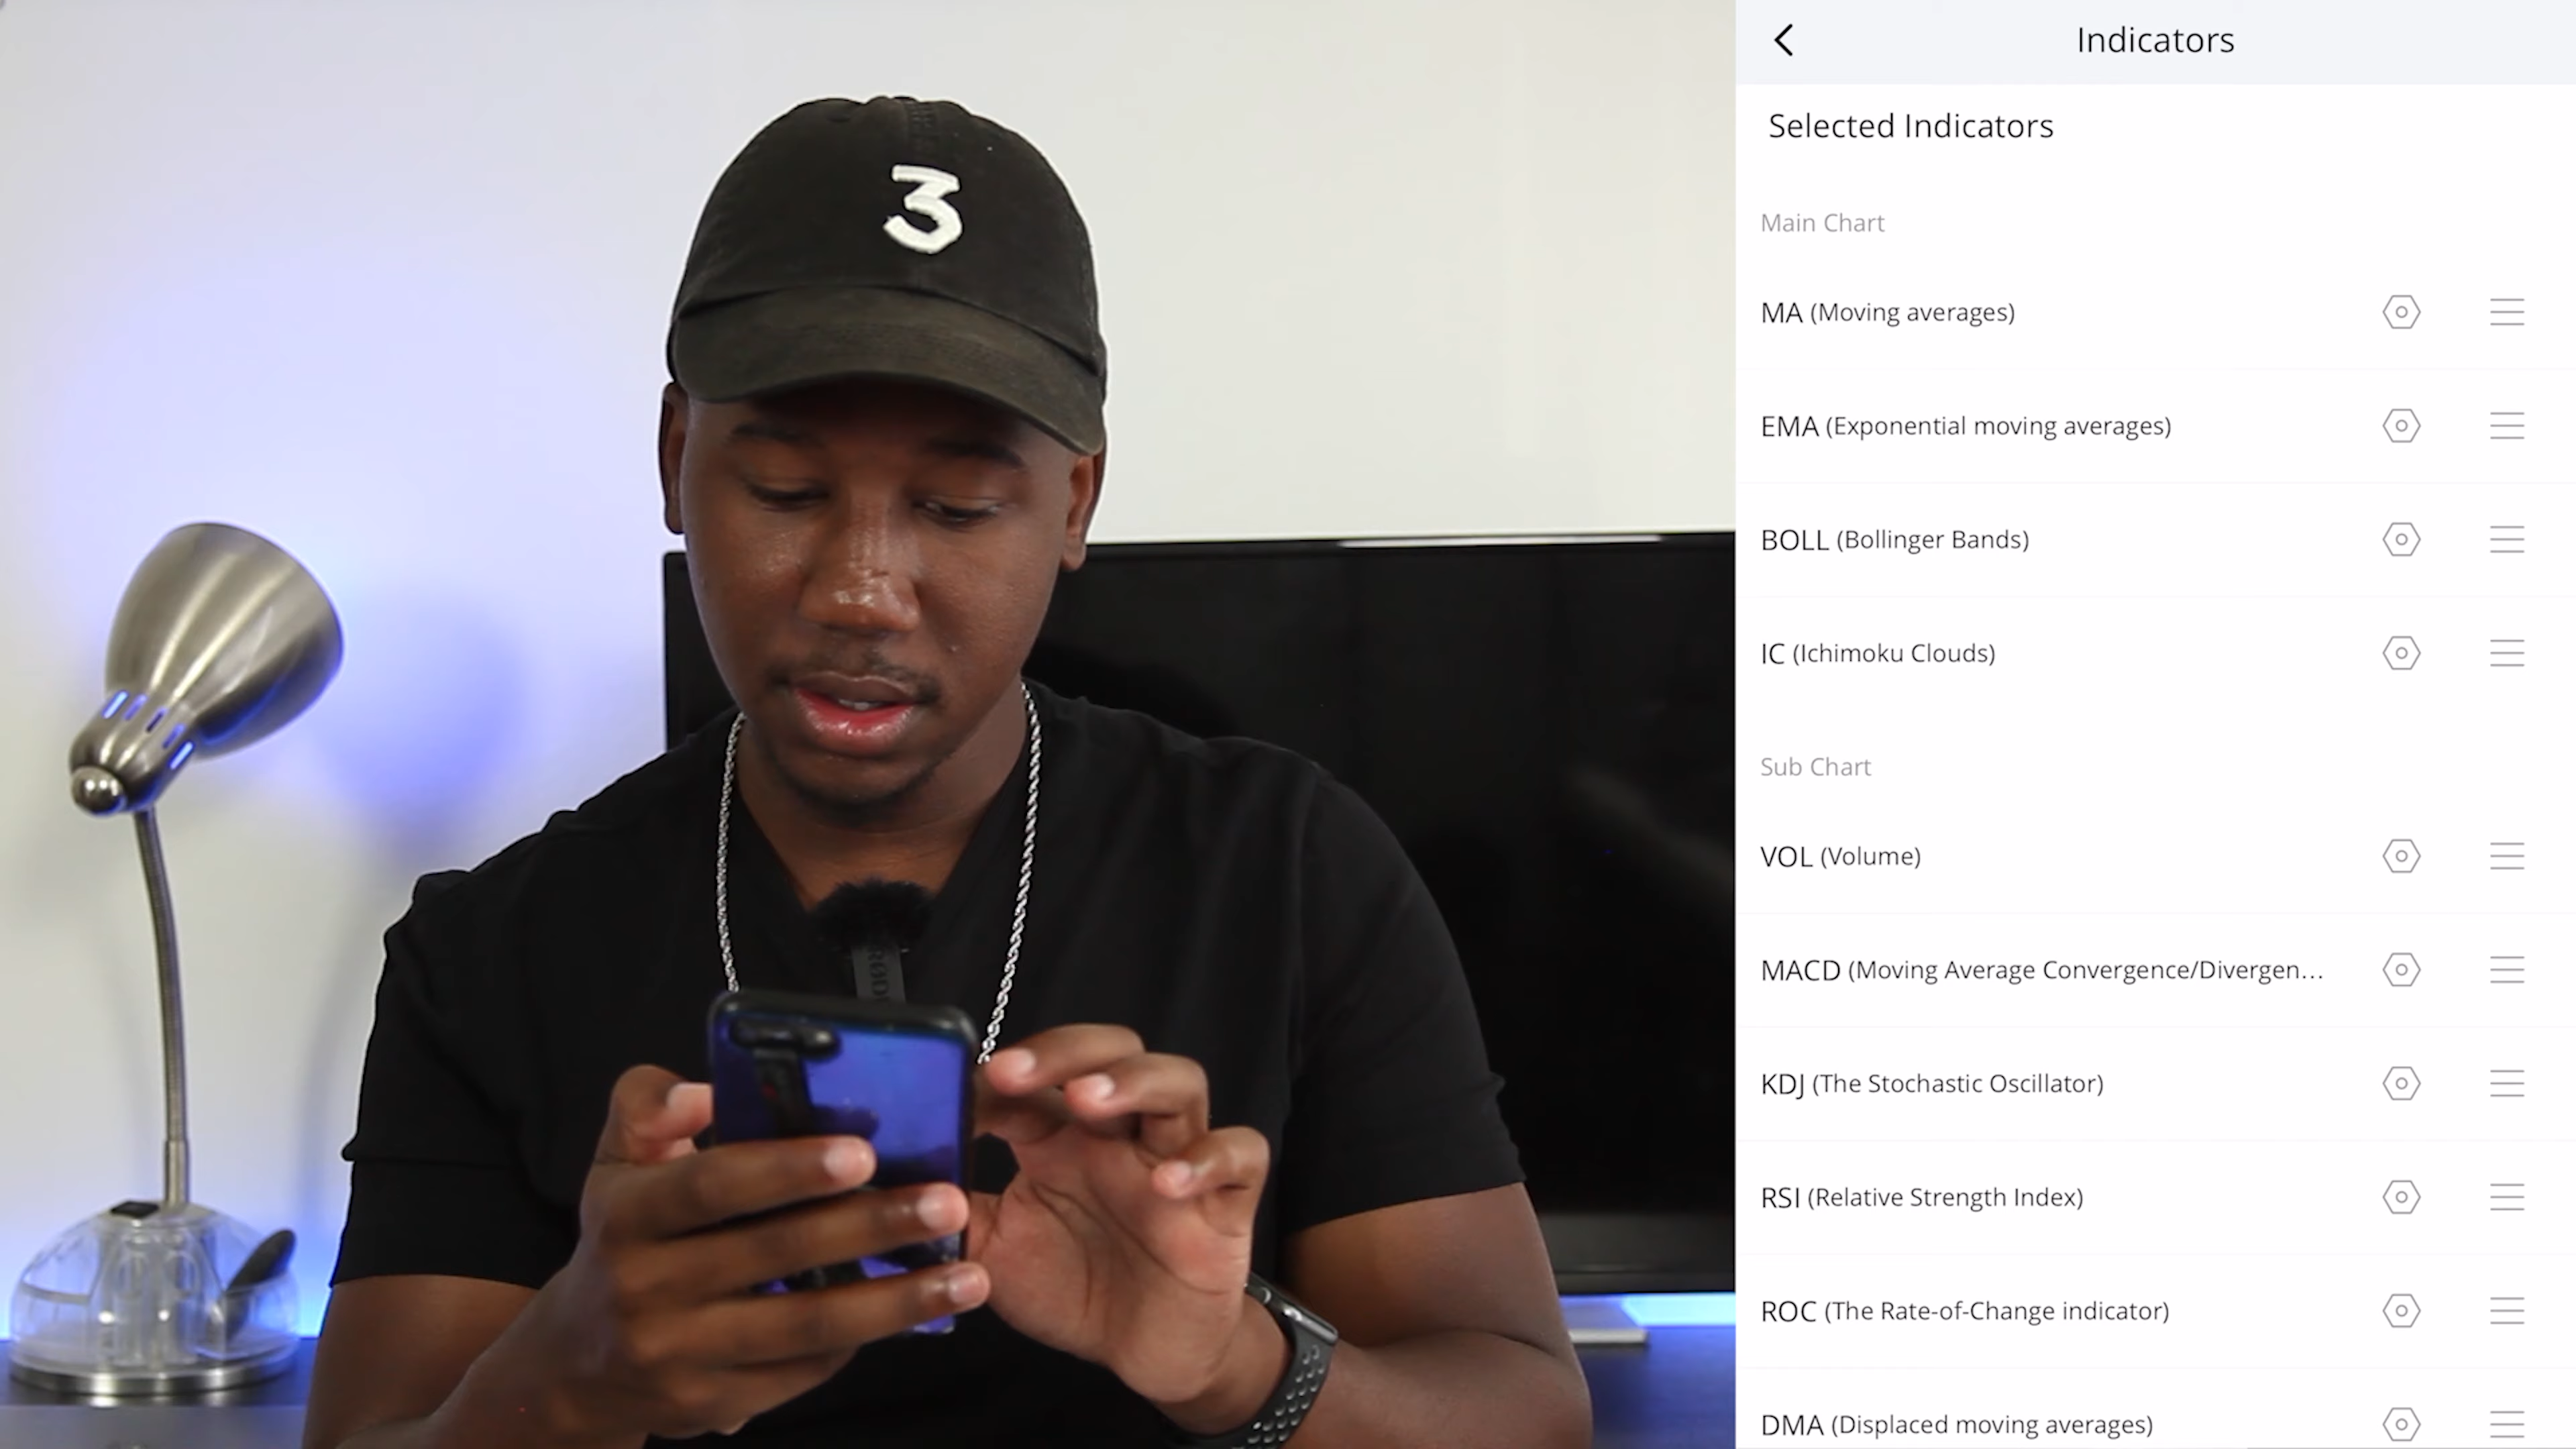 3
RØDE
Indicators
Selected Indicators
Main Chart
MA (Moving averages)
EMA (Exponential moving averages)
BOLL (Bollinger Bands)
IC (Ichimoku Clouds)
Sub Chart
VOL (Volume)
MACD (Moving Average Convergence/Divergen...
KDJ (The Stochastic Oscillator)
RSI (Relative Strength Index)
ROC (The Rate-of-Change indicator)
DMA (Displaced moving averages)